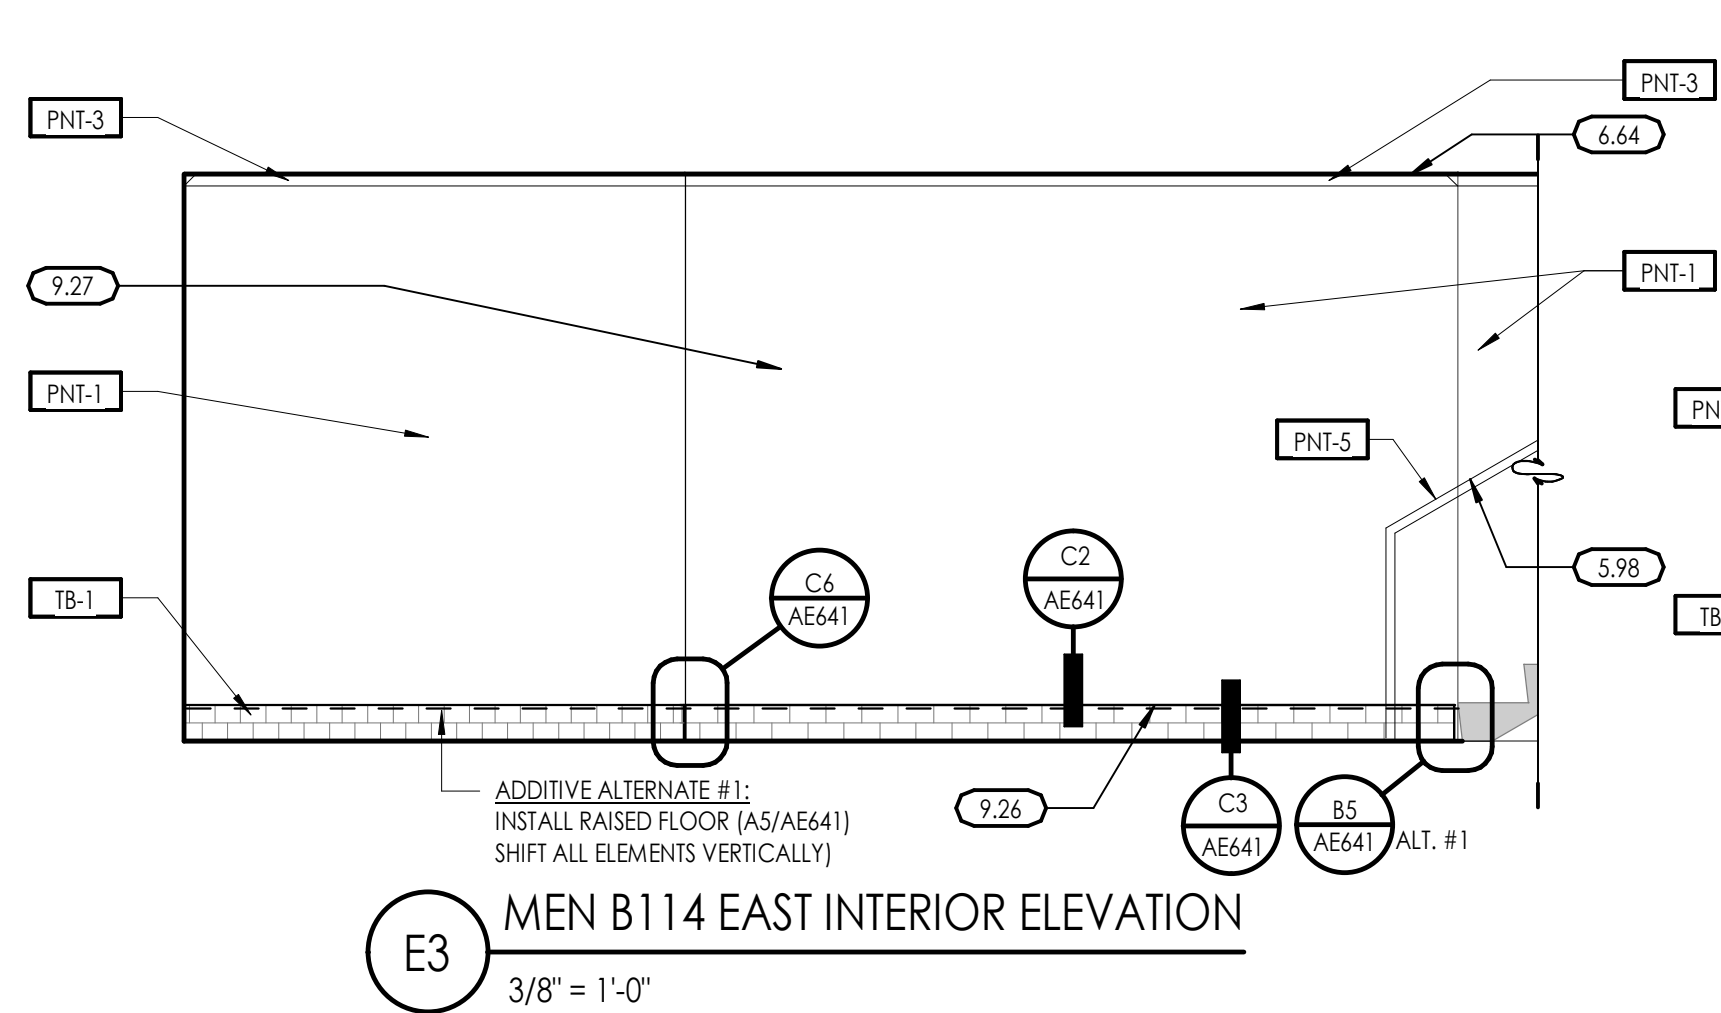 PNT-3
PNT-3
6.64
9.27
PNT-1
PNT-1
PN
PNT-5
C2
AE641
5.98
C6
AE641
TB-1
TB
ADDITIVE ALTERNATE #1:
INSTALL RAISED FLOOR (A5/AE641)
SHIFT ALL ELEMENTS VERTICALLY)
9.26
C3
AE641
B5
AE641
ALT. #1
E3
MEN B114 EAST INTERIOR ELEVATION
3/8" = 1'-0"